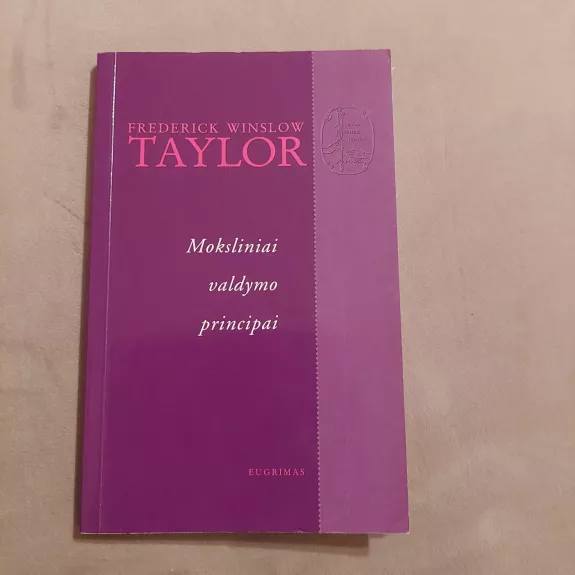 FREDERICK WINSLOW
TAYLOR
Moksliniai
valdymo
principai
EUGRIMAS